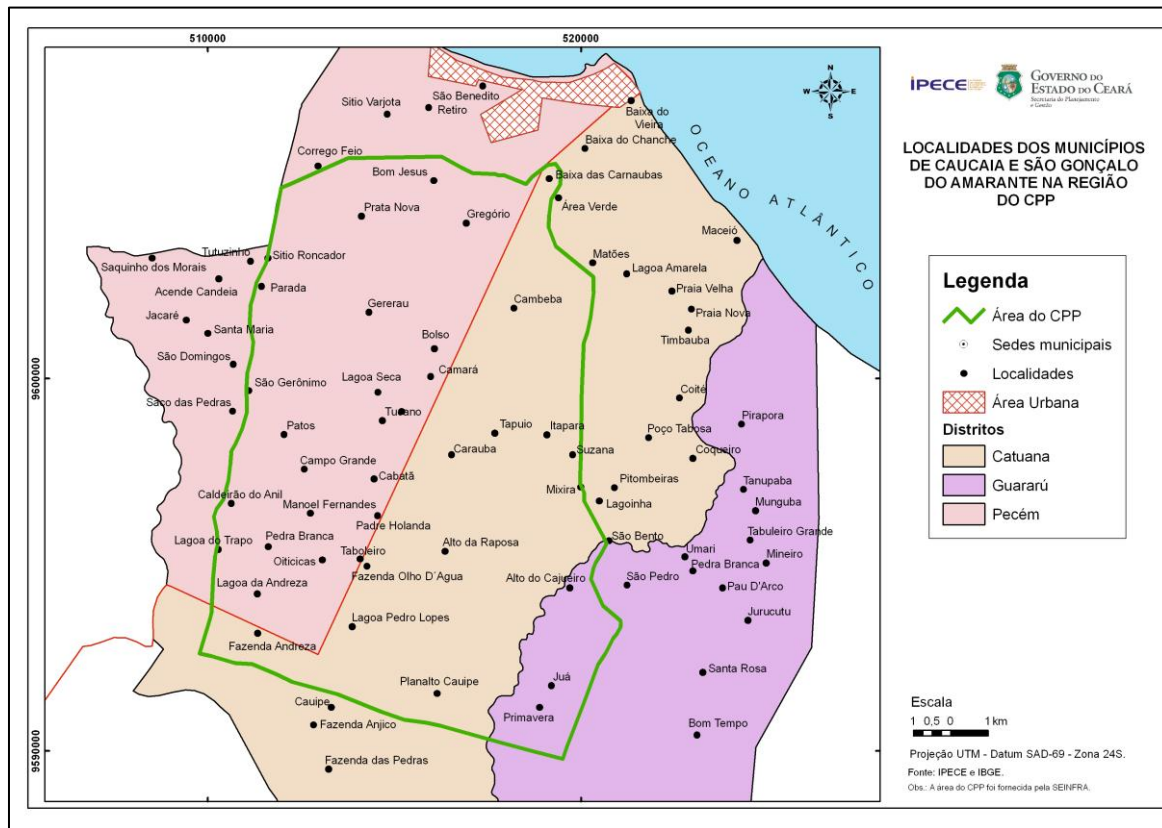 510000
520000
9600000
9590000
9600000
9590000
510000
520000
N
W
E
S
OCEANO ATLÂNTICO
São Benedito
Sitio Varjota
Retiro
Baixa do
Vieira
Baixa do Chanche
Corrego Feio
Bom Jesus
Baixa das Carnaubas
Área Verde
Prata Nova
Gregório
Maceió
Tutuzinho
Sitio Roncador
Saquinho dos Morais
Matões
Lagoa Amarela
Acende Candeia
Parada
Praia Velha
Gererau
Cambeba
Praia Nova
Jacaré
Santa Maria
Timbauba
Bolso
São Domingos
Camará
Lagoa Seca
São Gerônimo
Coité
Saco das Pedras
Tucano
Pirapora
Patos
Tapuio
Itapara
Poço Tabosa
Carauba
Suzana
Coqueiro
Campo Grande
Cabatã
Mixira
Pitombeiras
Tanupaba
Caldeirão do Anil
Lagoinha
Munguba
Manoel Fernandes
Padre Holanda
São Bento
Tabuleiro Grande
Lagoa do Trapo
Pedra Branca
Taboleiro
Alto da Raposa
Umari
Mineiro
Oiticicas
Fazenda Olho D´Agua
Pedra Branca
Lagoa da Andreza
Alto do Cajueiro
São Pedro
Pau D'Arco
Lagoa Pedro Lopes
Jurucutu
Fazenda Andreza
Santa Rosa
Juá
Planalto Cauipe
Cauipe
Primavera
Fazenda Anjico
Bom Tempo
Fazenda das Pedras
IPECE
GOVERNO DO
ESTADO DO CEARÁ
Secretaria do Planejamento
e Gestão
LOCALIDADES DOS MUNICÍPIOS
DE CAUCAIA E SÃO GONÇALO
DO AMARANTE NA REGIÃO
DO CPP
Legenda
Área do CPP
Sedes municipais
Localidades
Área Urbana
Distritos
Catuana
Guararú
Pecém
Escala
1 0,5 0 1 km
Projeção UTM - Datum SAD-69 - Zona 24S.
Fonte: IPECE e IBGE.
Obs.: A área do CPP foi fornecida pela SEINFRA.